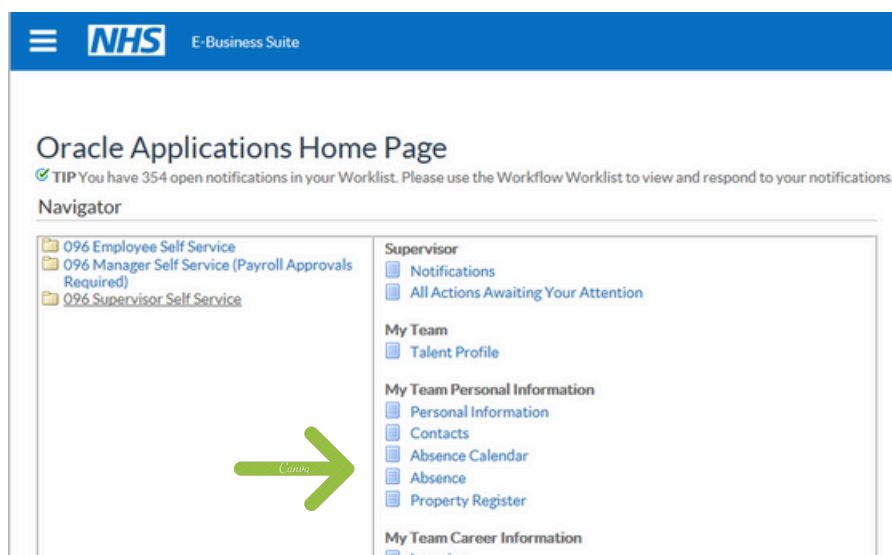 NHS E-Business Suite
Oracle Applications Home Page
TIP You have 354 open notifications in your Worklist. Please use the Workflow Worklist to view and respond to your notifications.
Navigator
096 Employee Self Service
096 Manager Self Service (Payroll Approvals
Required)
096 Supervisor Self Service
Supervisor
Notifications
All Actions Awaiting Your Attention
My Team
Talent Profile
My Team Personal Information
Personal Information
Contacts
Absence Calendar
Canva
Absence
Property Register
My Team Career Information